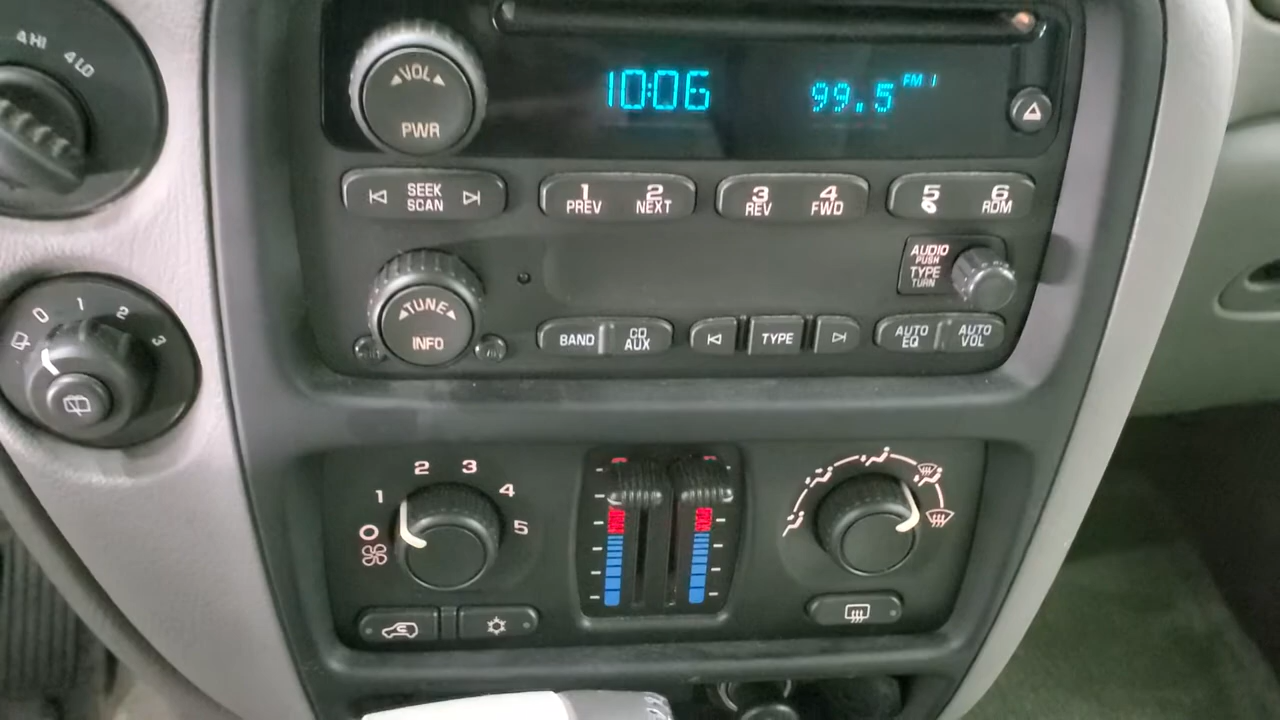 4HI
4LO
VOL
PWR
10:06
99.5
FM 1
SEEK
SCAN
1
PREV
2
NEXT
3
REV
4
FWD
5
6
RDM
AUDIO
PUSH
TYPE
TURN
TUNE
INFO
BAND
CD
AUX
TYPE
AUTO
EQ
AUTO
VOL
0
1
2
3
1
2
3
4
5